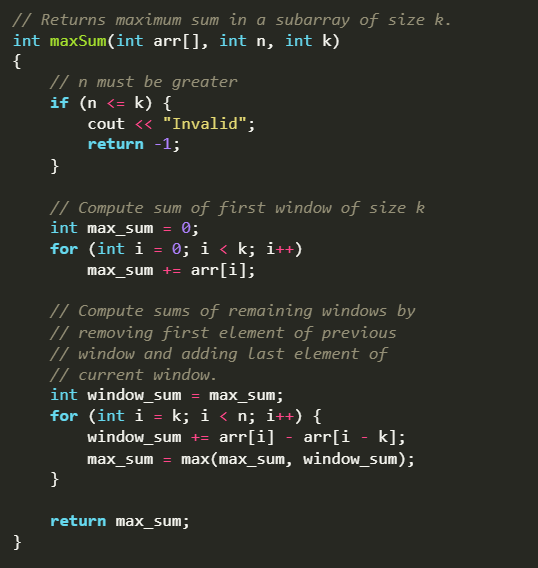 // Returns maximum sum in a subarray of size k.
int maxSum(int arr[], int n, int k)
{
    // n must be greater
    if (n <= k) {
        cout << "Invalid";
        return -1;
    }

    // Compute sum of first window of size k
    int max_sum = 0;
    for (int i = 0; i < k; i++)
        max_sum += arr[i];

    // Compute sums of remaining windows by
    // removing first element of previous
    // window and adding last element of
    // current window.
    int window_sum = max_sum;
    for (int i = k; i < n; i++) {
        window_sum += arr[i] - arr[i - k];
        max_sum = max(max_sum, window_sum);
    }

    return max_sum;
}